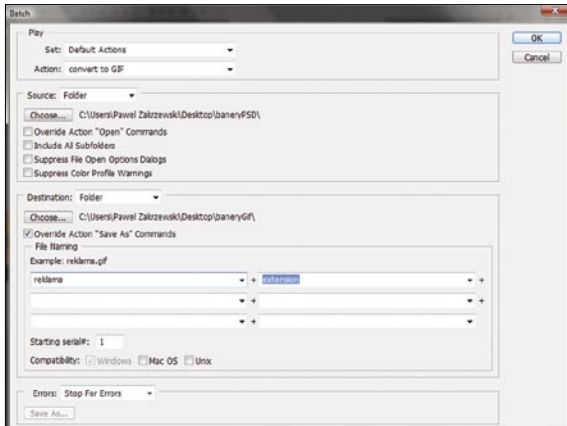 Batch
Play
Set: Default Actions
Action: convert to GIF
OK
Cancel
Source: Folder
Choose... C:\Users\Pawel Zakrzewski\Desktop\baneryPSD\
Override Action "Open" Commands
Include All Subfolders
Suppress File Open Options Dialogs
Suppress Color Profile Warnings
Destination: Folder
Choose... C:\Users\Pawel Zakrzewski\Desktop\baneryGif\
Override Action "Save As" Commands
File Naming
Example: reklama.gif
reklama + extension +
+ +
+
Starting serial#: 1
Compatibility: Windows Mac OS Unix
Errors: Stop For Errors
Save As...